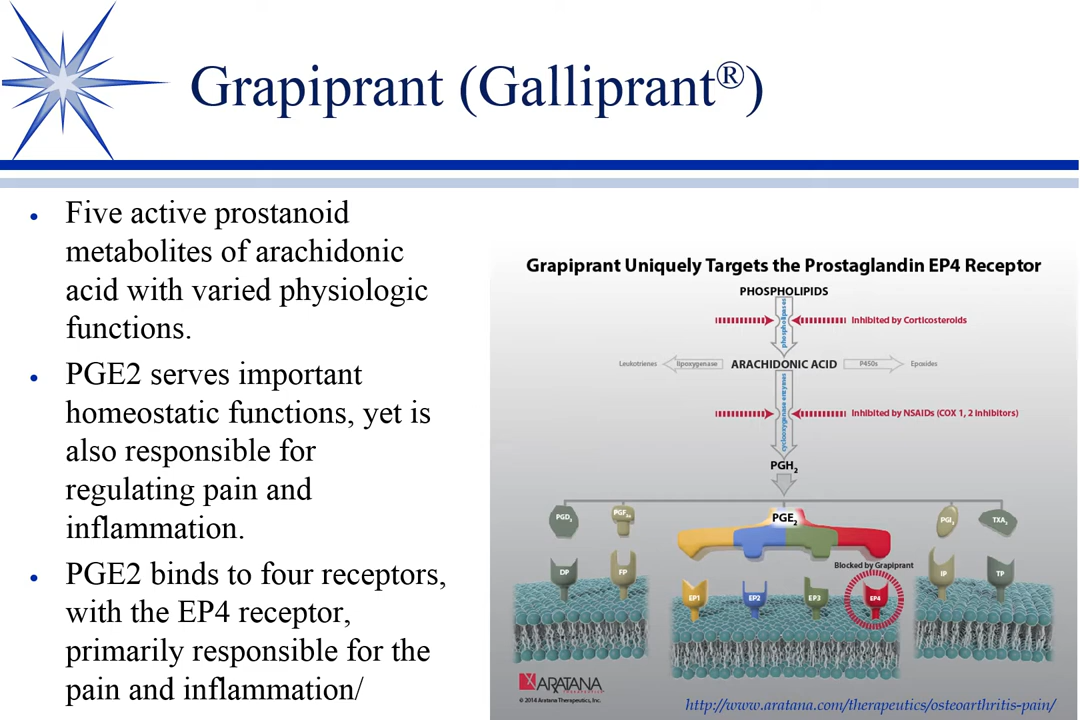 Grapiprant (Galliprant®)
• Five active prostanoid
metabolites of arachidonic
acid with varied physiologic
functions.
• PGE2 serves important
homeostatic functions, yet is
also responsible for
regulating pain and
inflammation.
• PGE2 binds to four receptors,
with the EP4 receptor,
primarily responsible for the
pain and inflammation/
Grapiprant Uniquely Targets the Prostaglandin EP4 Receptor
PHOSPHOLIPIDS
phospholipases
Inhibited by Corticosteroids
Leukotrienes
lipoxygenase
ARACHIDONIC ACID
P450s
Epoxides
cyclooxygenase enzymes
Inhibited by NSAIDs (COX 1, 2 Inhibitors)
PGH₂
PGD₂
PGF₂α
PGE₂
PGI₂
TXA₂
Blocked by Grapiprant
DP
FP
EP1
EP2
EP3
EP4
IP
TP
ARATANA
THERAPEUTICS
© 2014 Aratana Therapeutics, Inc.
http://www.aratana.com/therapeutics/osteoarthritis-pain/